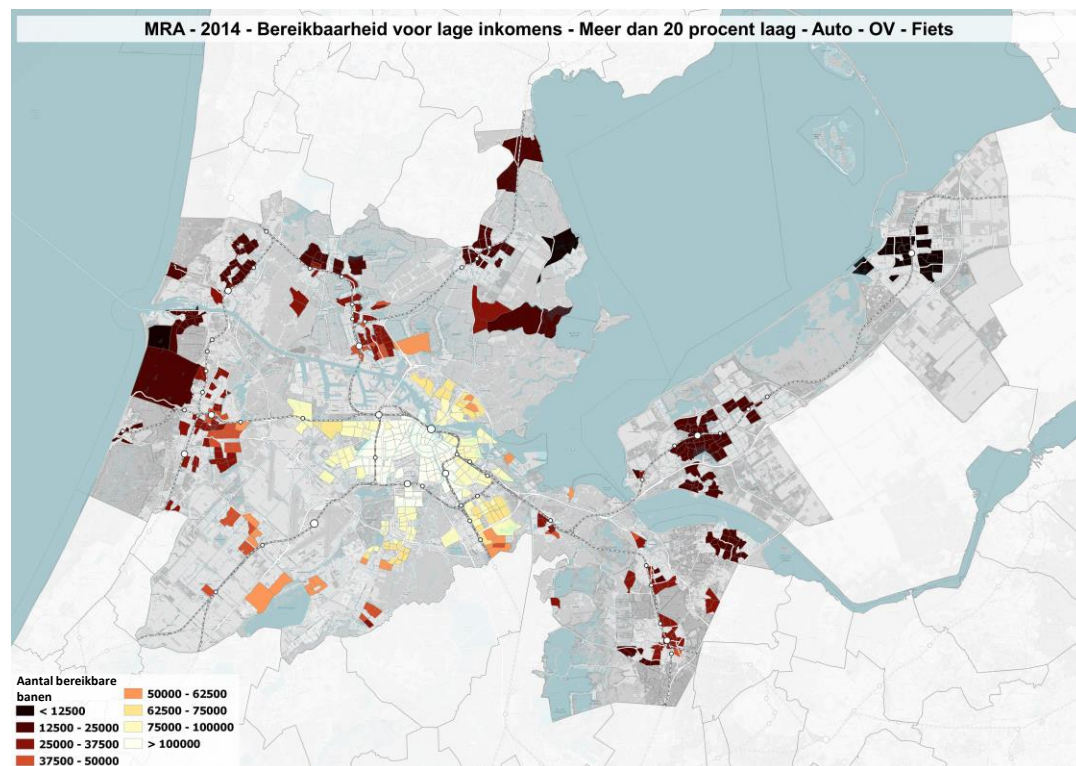 MRA - 2014 - Bereikbaarheid voor lage inkomens - Meer dan 20 procent laag - Auto - OV - Fiets
Aantal bereikbare
banen
< 12500
12500 - 25000
25000 - 37500
37500 - 50000
50000 - 62500
62500 - 75000
75000 - 100000
> 100000